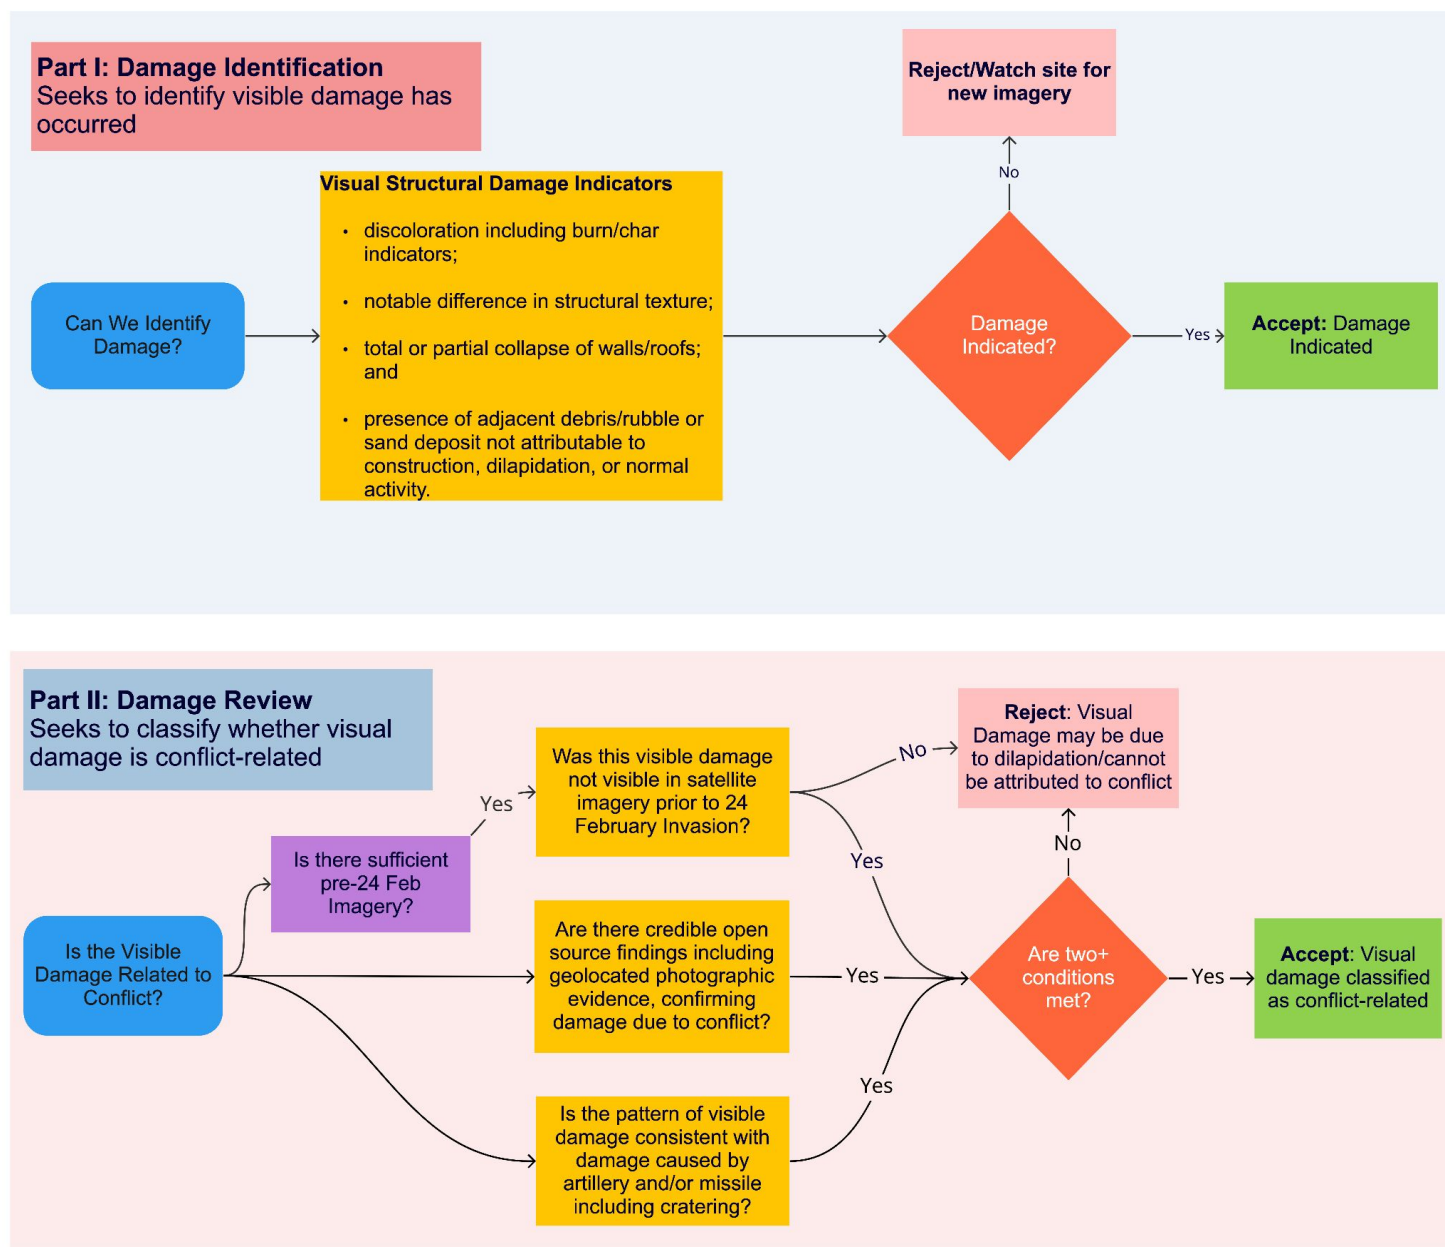 Part I: Damage Identification
Seeks to identify visible damage has
occurred
Reject/Watch site for
new imagery
No
Visual Structural Damage Indicators
• discoloration including burn/char
indicators;
• notable difference in structural texture;
• total or partial collapse of walls/roofs;
and
• presence of adjacent debris/rubble or
sand deposit not attributable to
construction, dilapidation, or normal
activity.
Can We Identify
Damage?
Damage
Indicated?
Yes
Accept: Damage
Indicated
Part II: Damage Review
Seeks to classify whether visual
damage is conflict-related
Is the Visible
Damage Related to
Conflict?
Is there sufficient
pre-24 Feb
Imagery?
Yes
Was this visible damage
not visible in satellite
imagery prior to 24
February Invasion?
No
Yes
Reject: Visual
Damage may be due
to dilapidation/cannot
be attributed to conflict
No
Are there credible open
source findings including
geolocated photographic
evidence, confirming
damage due to conflict?
Yes
Are two+
conditions
met?
Yes
Accept: Visual
damage classified
as conflict-related
Is the pattern of visible
damage consistent with
damage caused by
artillery and/or missile
including cratering?
Yes